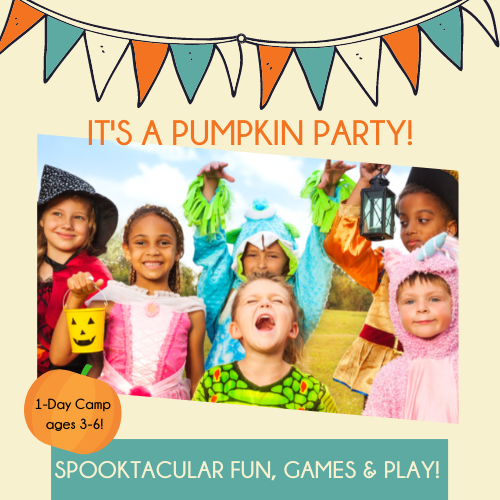 IT'S A PUMPKIN PARTY!
1-Day Camp
ages 3-6!
SPOOKTACULAR FUN, GAMES & PLAY!